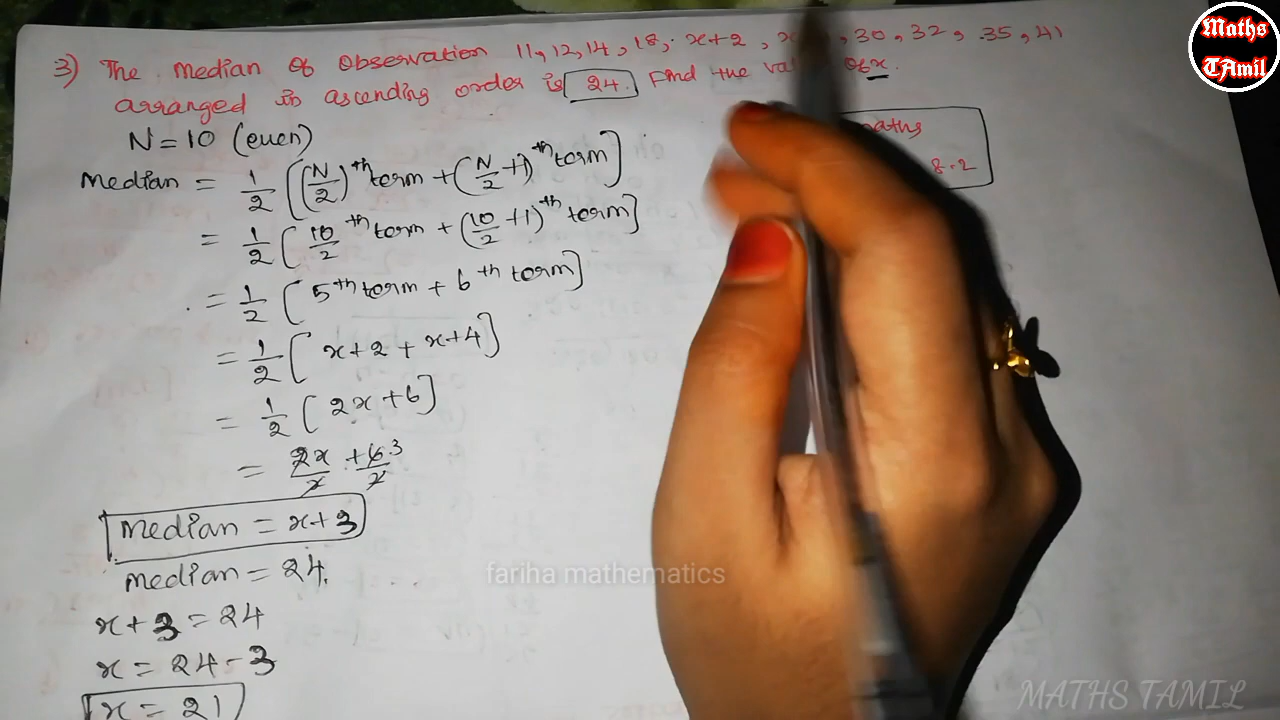 Maths
TAmil
3) The median of observation 11, 12, 14, 18, x+2, 30, 32, 35, 41
arranged in ascending order is 24. Find the of x.
N = 10 (even)
Median = 1/2 [(N/2)th term + (N/2 + 1)th term]
= 1/2 [10/2 th term + (10/2 + 1)th term]
= 1/2 [5th term + 6th term]
= 1/2 [x+2 + x+4]
= 1/2 [2x+6]
= 2x/2 + 6/2 3
median = x+3
median = 24.
x+3 = 24
x = 24-3
x = 21
8.2
fariha mathematics
MATHS TAMIL